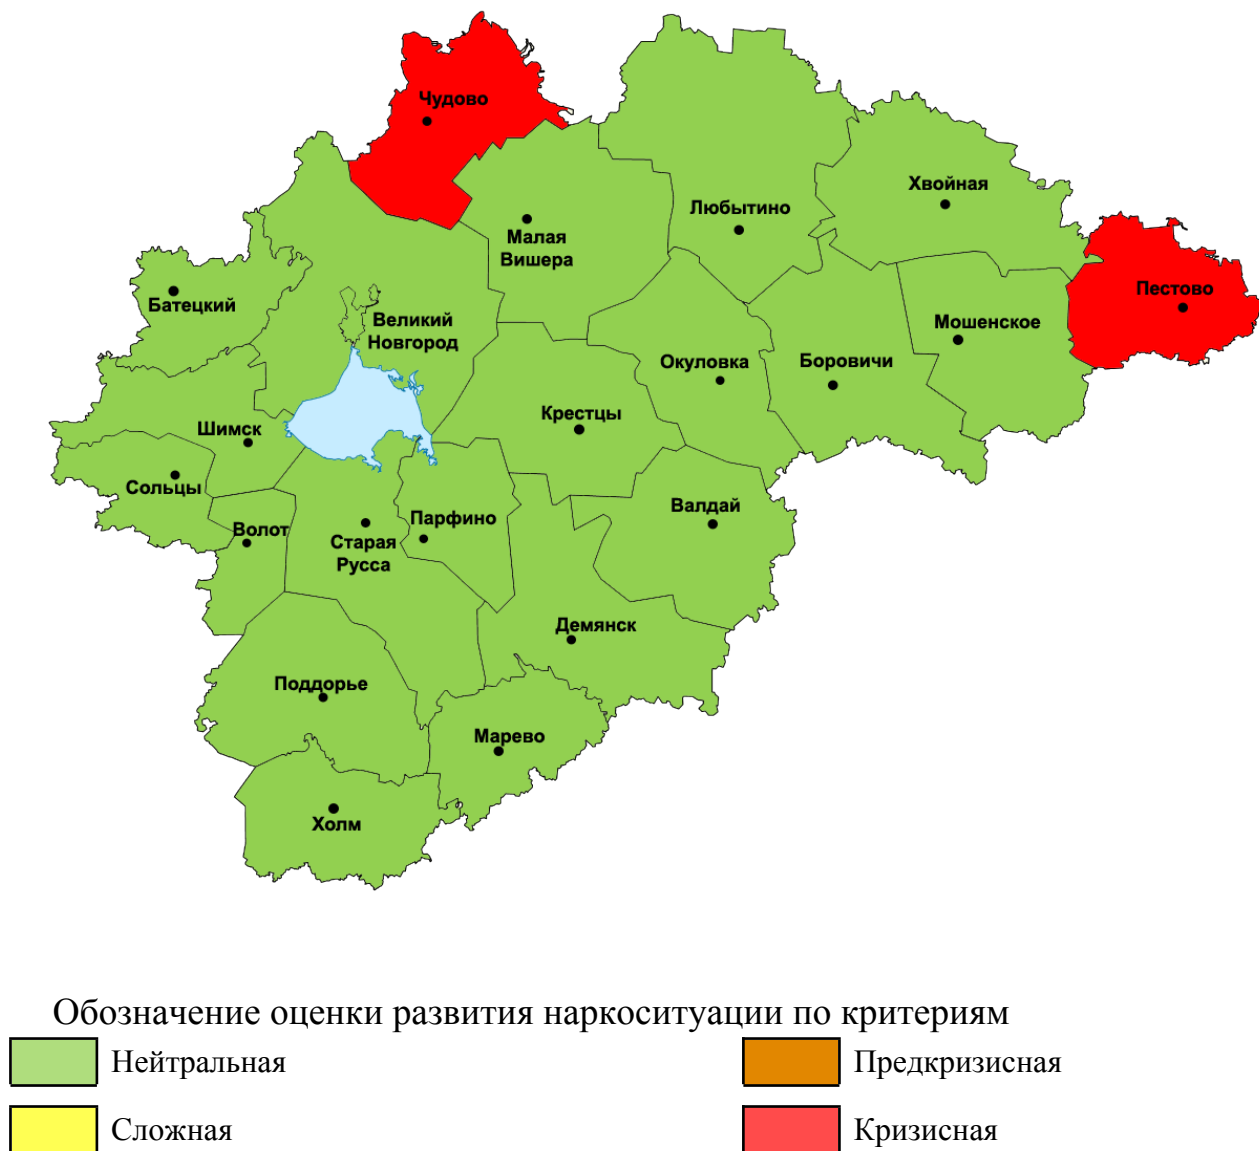 Чудово
Хвойная
Любытино
Малая
Вишера
Пестово
Батецкий
Великий
Новгород
Мошенское
Окуловка
Боровичи
Крестцы
Шимск
Сольцы
Валдай
Парфино
Волот
Старая
Русса
Демянск
Поддорье
Марево
Холм
Обозначение оценки развития наркоситуации по критериям
Нейтральная
Предкризисная
Сложная
Кризисная